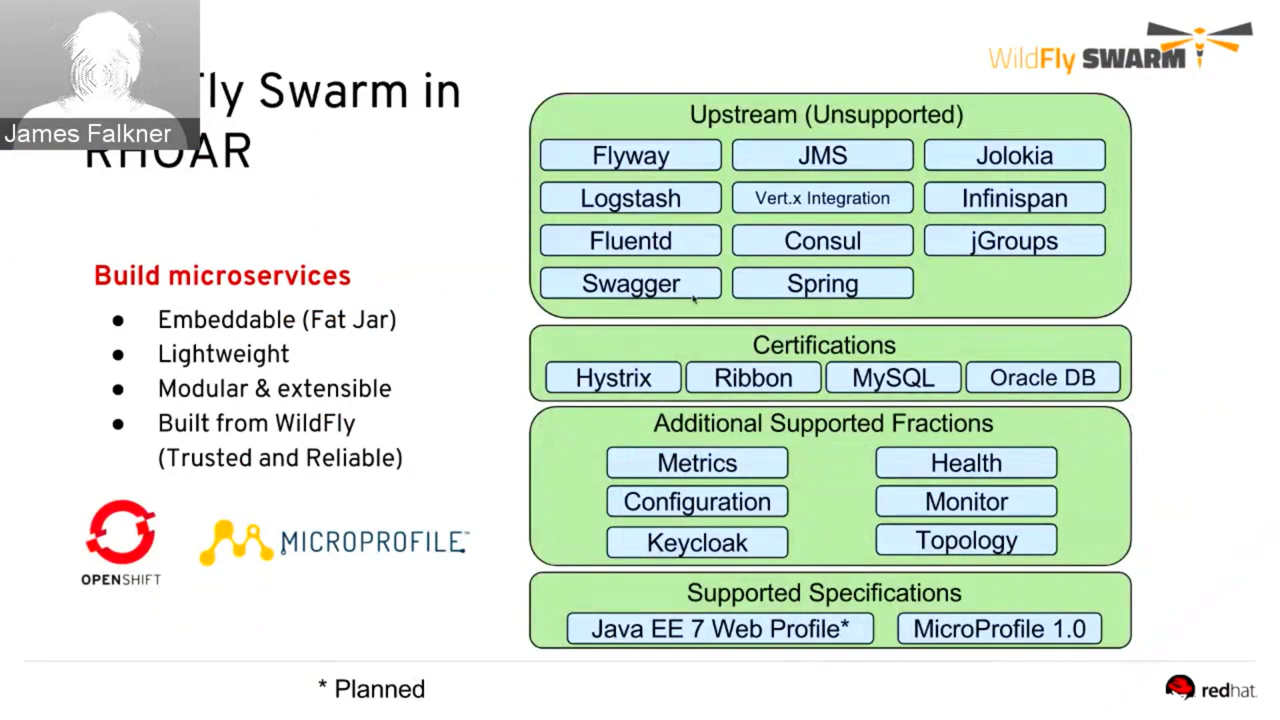 James Falkner
Fly Swarm in
RHOAR
Build microservices
● Embeddable (Fat Jar)
● Lightweight
● Modular & extensible
● Built from WildFly
(Trusted and Reliable)
OPENSHIFT
MICROPROFILE™
WildFly SWARM
Upstream (Unsupported)
Flyway JMS Jolokia
Logstash Vert.x Integration Infinispan
Fluentd Consul jGroups
Swagger Spring
Certifications
Hystrix Ribbon MySQL Oracle DB
Additional Supported Fractions
Metrics Health
Configuration Monitor
Keycloak Topology
Supported Specifications
Java EE 7 Web Profile* MicroProfile 1.0
* Planned
redhat.